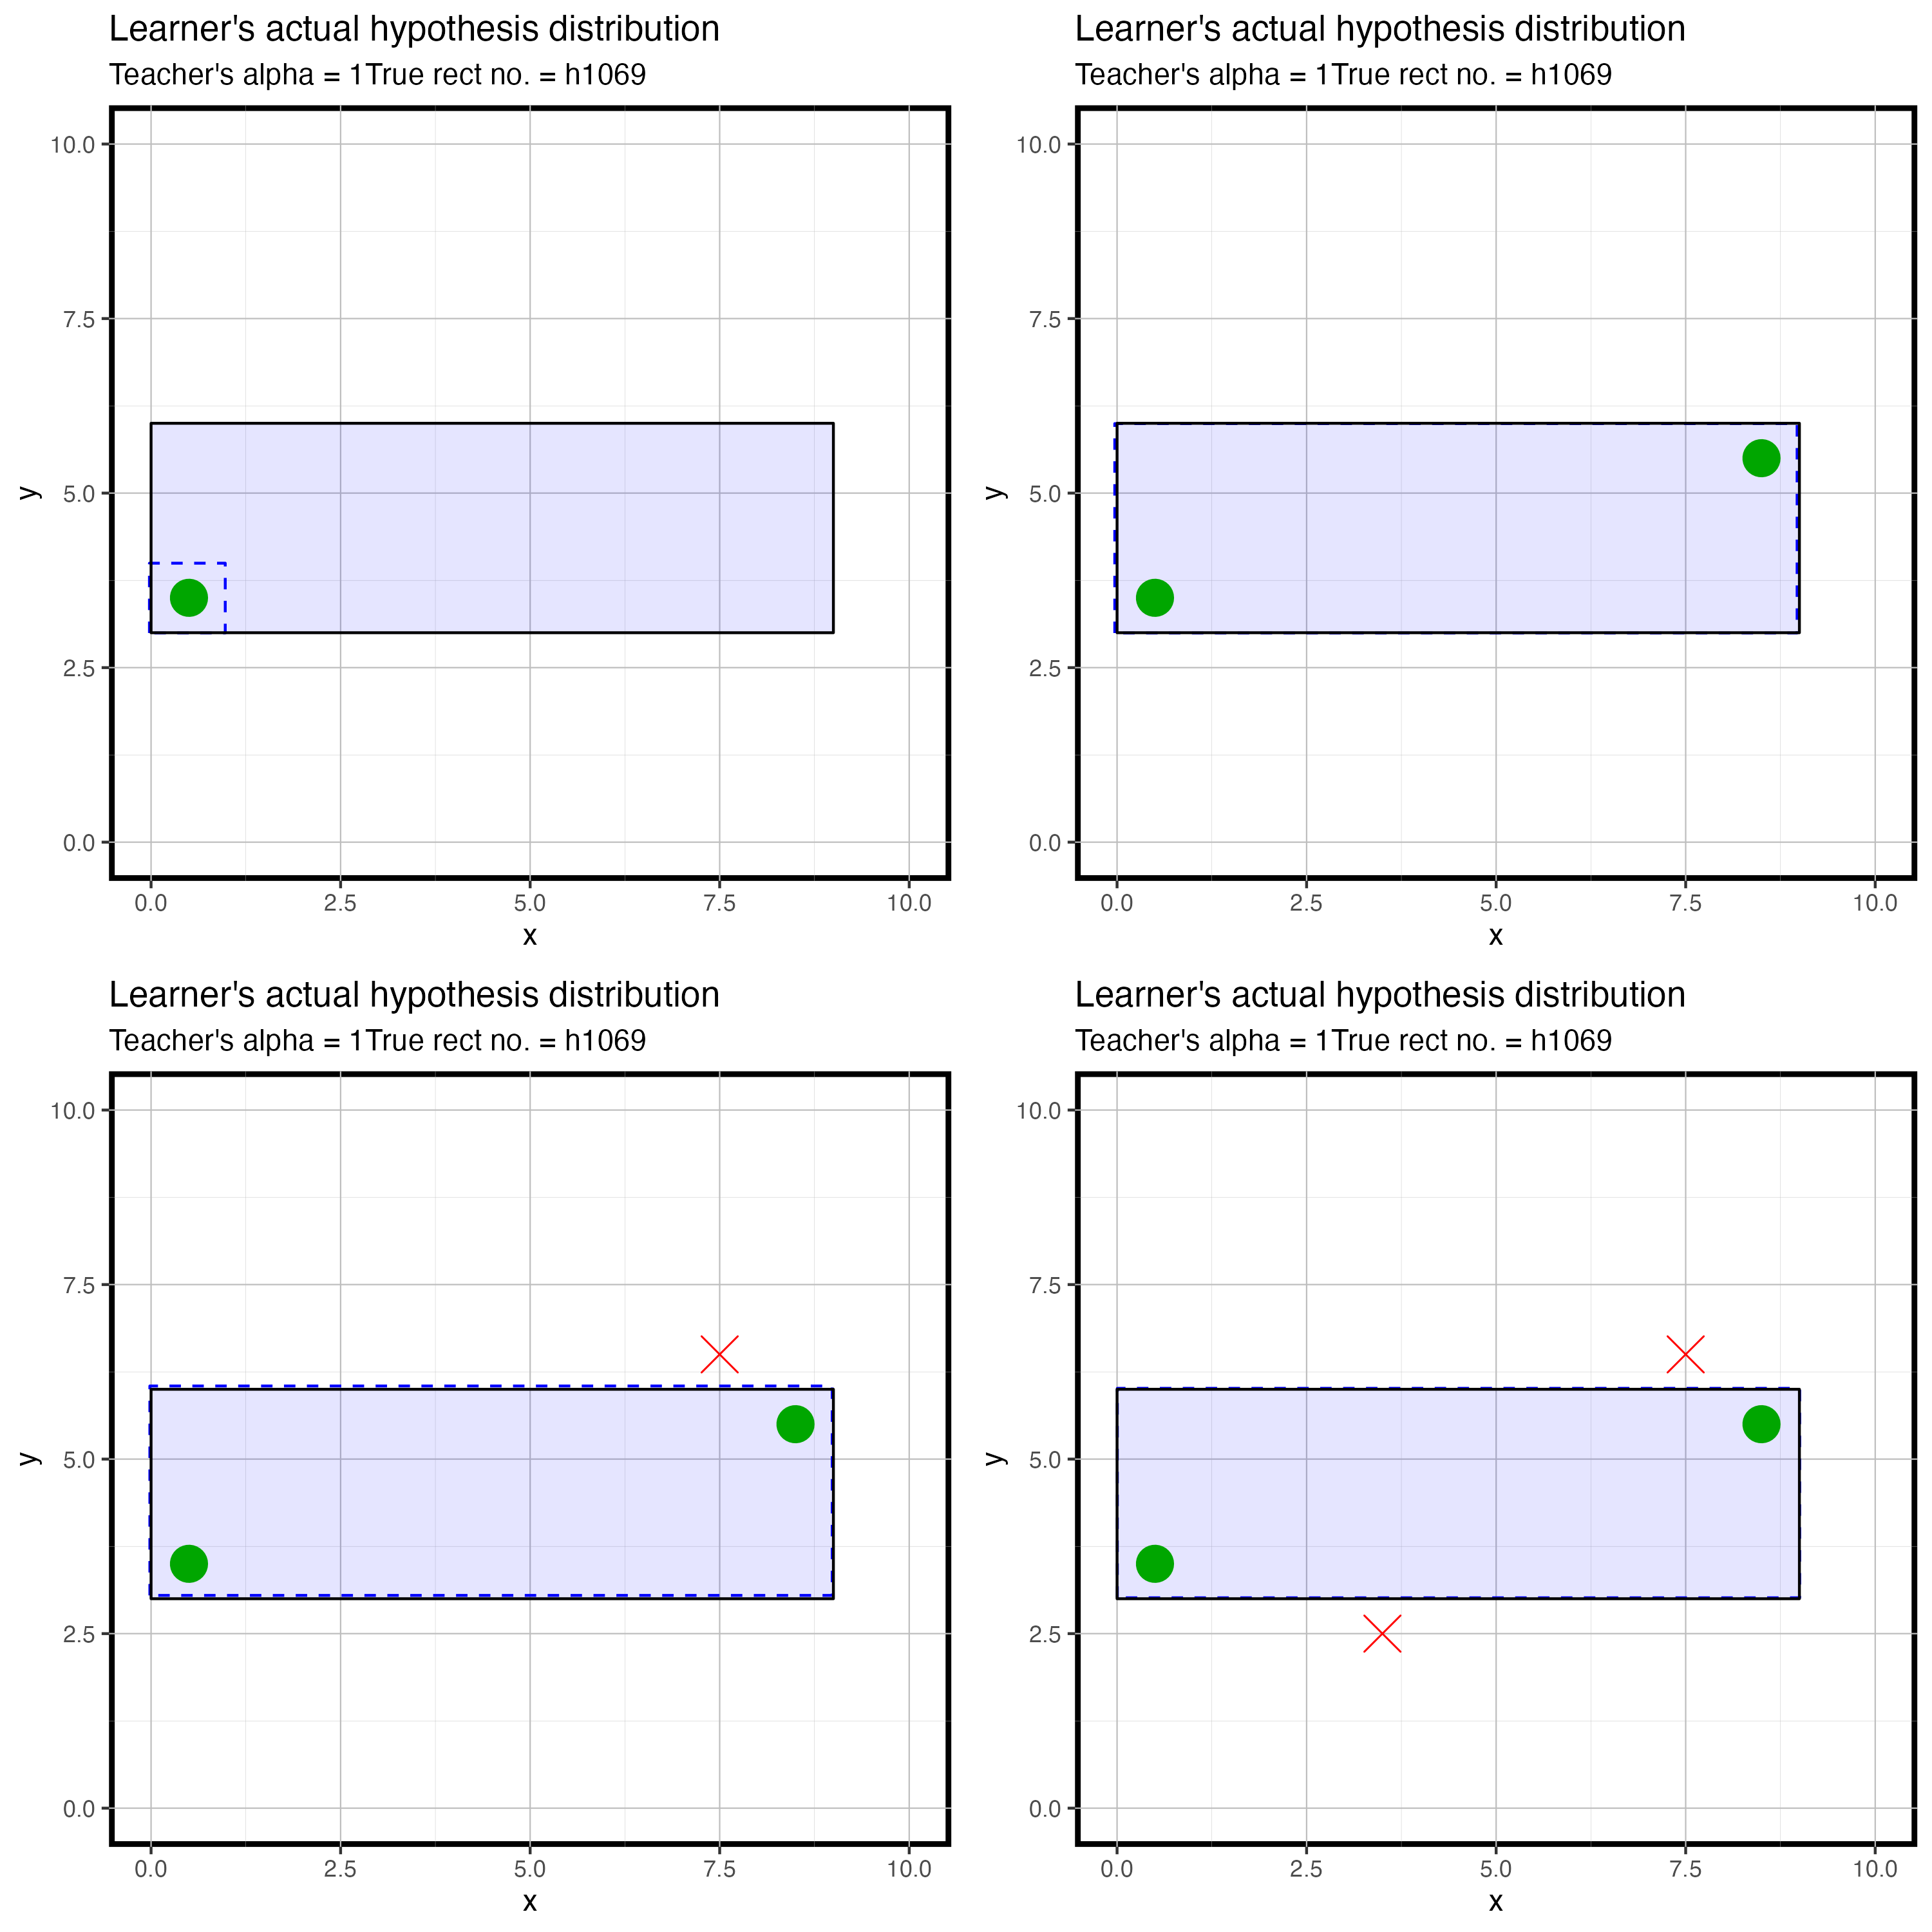 Learner's actual hypothesis distribution
Teacher's alpha = 1True rect no. = h1069
10.0
7.5
5.0
2.5
0.0
y
0.0 2.5 5.0 7.5 10.0
x
Learner's actual hypothesis distribution
Teacher's alpha = 1True rect no. = h1069
10.0
7.5
5.0
2.5
0.0
y
0.0 2.5 5.0 7.5 10.0
x
Learner's actual hypothesis distribution
Teacher's alpha = 1True rect no. = h1069
10.0
7.5
5.0
2.5
0.0
y
0.0 2.5 5.0 7.5 10.0
x
Learner's actual hypothesis distribution
Teacher's alpha = 1True rect no. = h1069
10.0
7.5
5.0
2.5
0.0
y
0.0 2.5 5.0 7.5 10.0
x